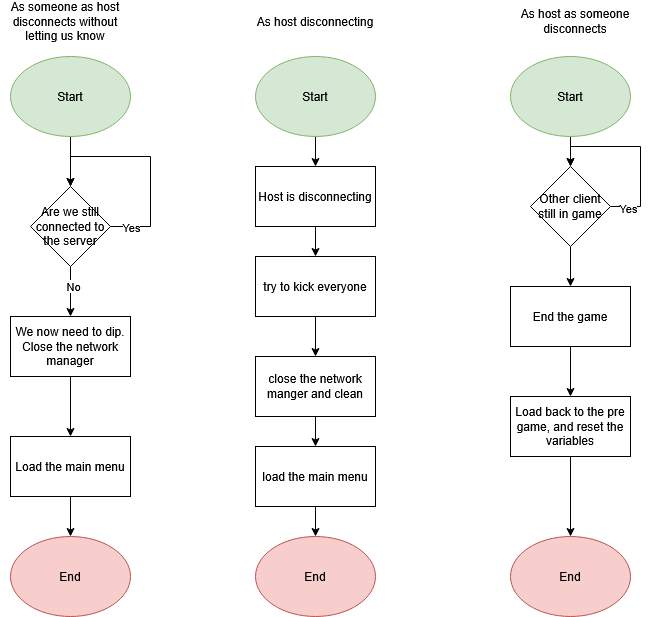 As someone as host
disconnects without
letting us know
Start
Are we still
connected to
the server
Yes
No
We now need to dip.
Close the network
manager
Load the main menu
End
As host disconnecting
Start
Host is disconnecting
try to kick everyone
close the network
manger and clean
load the main menu
End
As host as someone
disconnects
Start
Other client
still in game
Yes
End the game
Load back to the pre
game, and reset the
variables
End